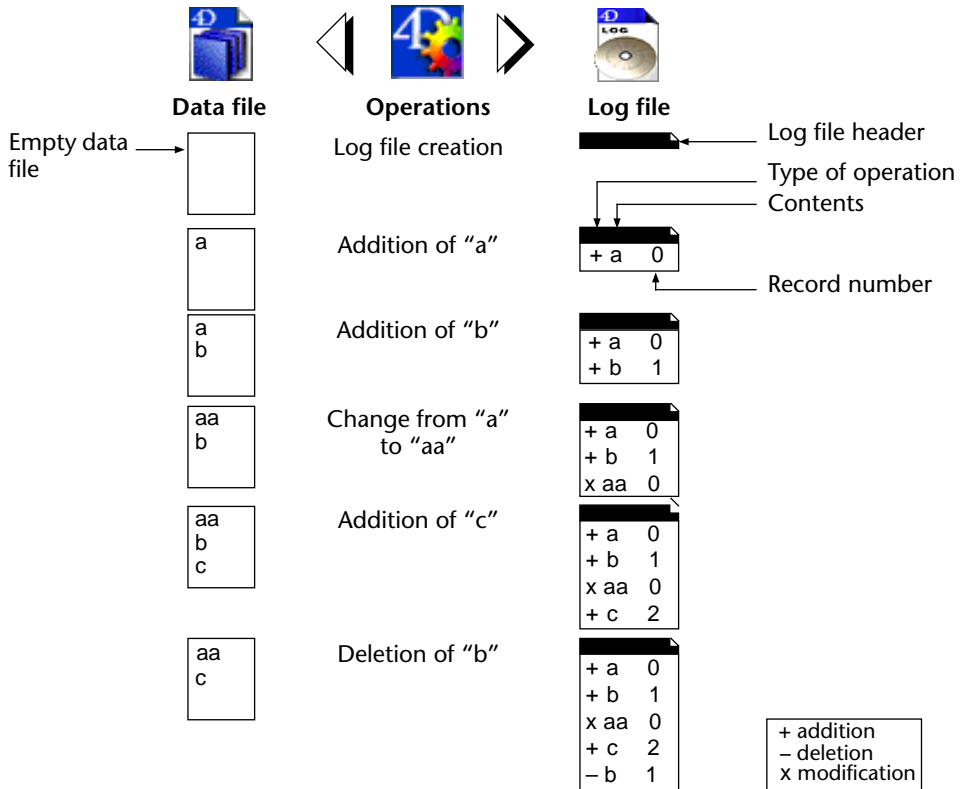 4D
4D
4D
LOG
Data file
Operations
Log file
Empty data
file
Log file creation
Log file header
Type of operation
Contents
a
Addition of “a”
+ a 0
Record number
a
b
Addition of “b”
+ a 0
+ b 1
aa
b
Change from “a”
to “aa”
+ a 0
+ b 1
x aa 0
aa
b
c
Addition of “c”
+ a 0
+ b 1
x aa 0
+ c 2
aa
c
Deletion of “b”
+ a 0
+ b 1
x aa 0
+ c 2
– b 1
+ addition
– deletion
x modification